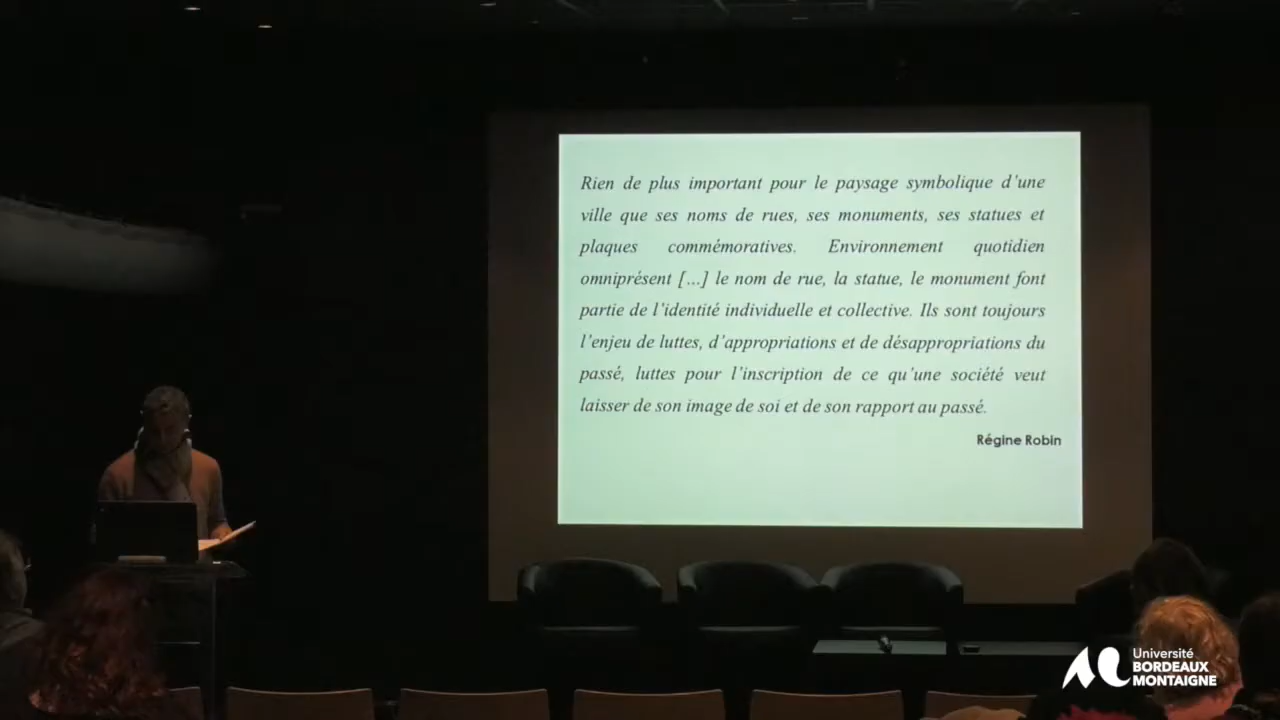 Rien de plus important pour le paysage symbolique d'une
ville que ses noms de rues, ses monuments, ses statues et
plaques commémoratives. Environnement quotidien
omniprésent [...] le nom de rue, la statue, le monument font
partie de l'identité individuelle et collective. Ils sont toujours
l'enjeu de luttes, d'appropriations et de désappropriations du
passé, luttes pour l'inscription de ce qu'une société veut
laisser de son image de soi et de son rapport au passé.
Régine Robin
Université
BORDEAUX
MONTAIGNE